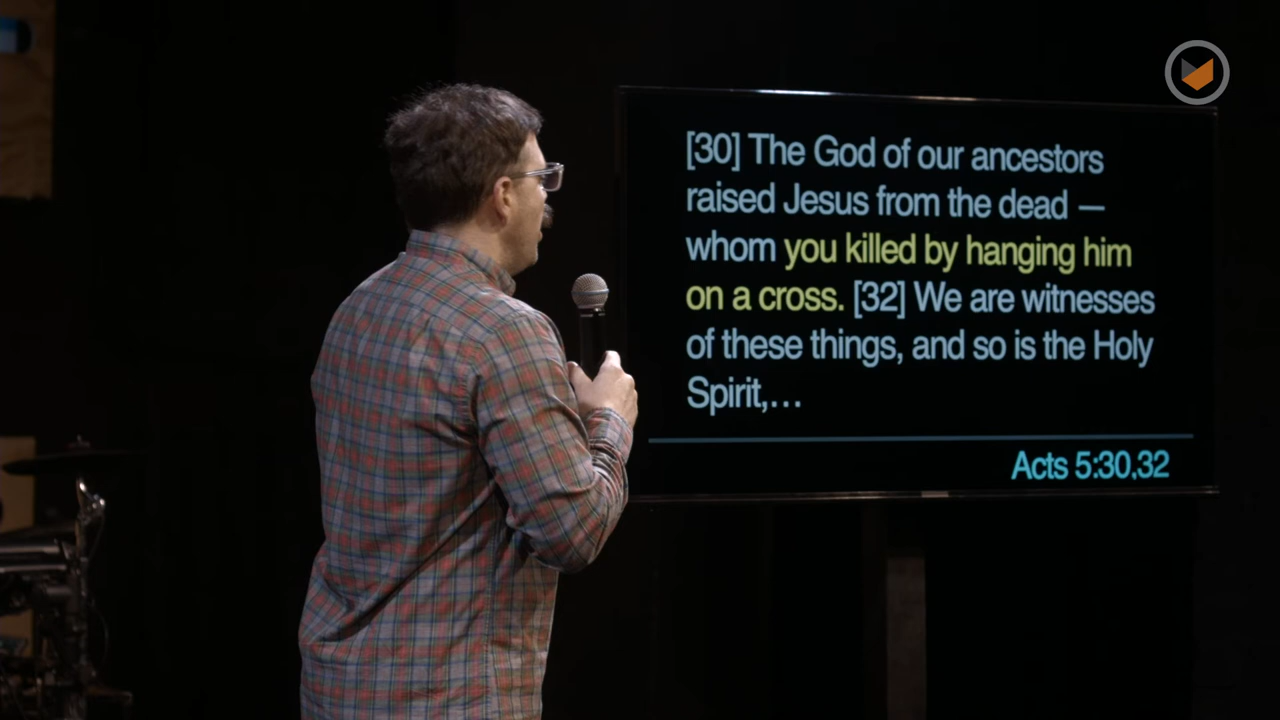 [30] The God of our ancestors
raised Jesus from the dead —
whom you killed by hanging him
on a cross. [32] We are witnesses
of these things, and so is the Holy
Spirit,…
Acts 5:30,32